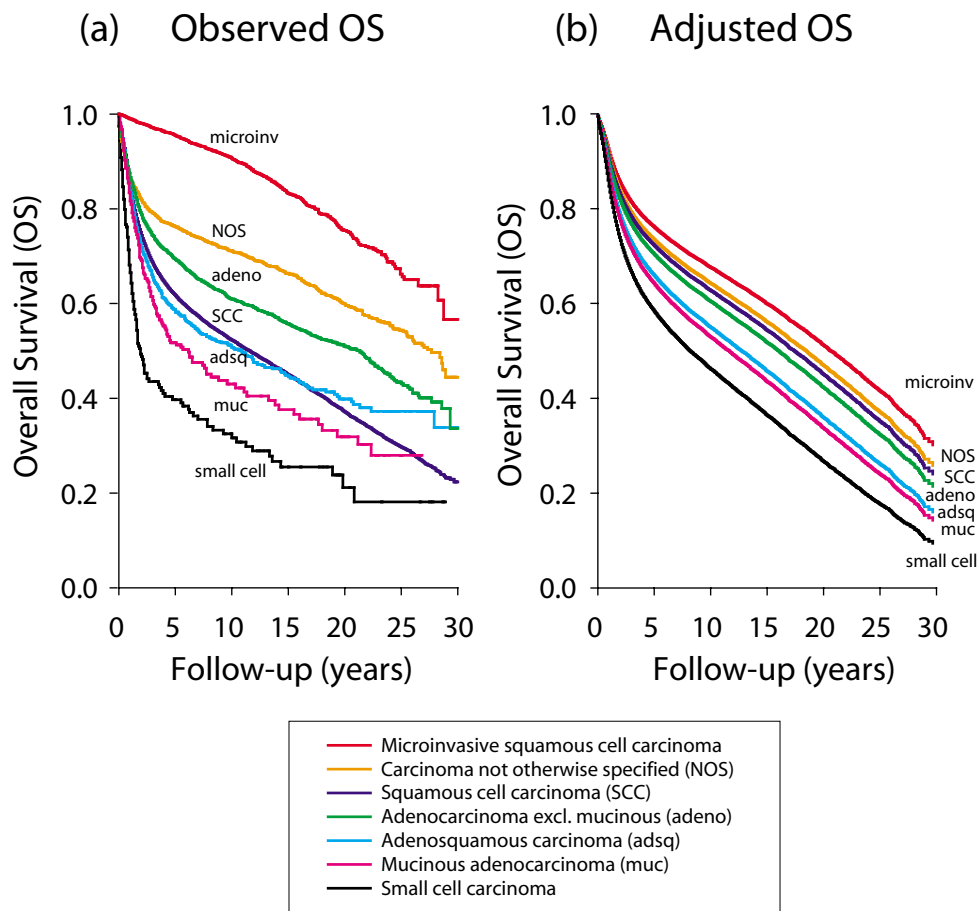 (a) Observed OS
Overall Survival (OS)
1.0
0.8
0.6
0.4
0.2
0.0
microinv
NOS
adeno
SCC
adsq
muc
small cell
0 5 10 15 20 25 30
Follow-up (years)
(b) Adjusted OS
Overall Survival (OS)
1.0
0.8
0.6
0.4
0.2
0.0
microinv
NOS
SCC
adeno
adsq
muc
small cell
0 5 10 15 20 25 30
Follow-up (years)
Microinvasive squamous cell carcinoma
Carcinoma not otherwise specified (NOS)
Squamous cell carcinoma (SCC)
Adenocarcinoma excl. mucinous (adeno)
Adenosquamous carcinoma (adsq)
Mucinous adenocarcinoma (muc)
Small cell carcinoma